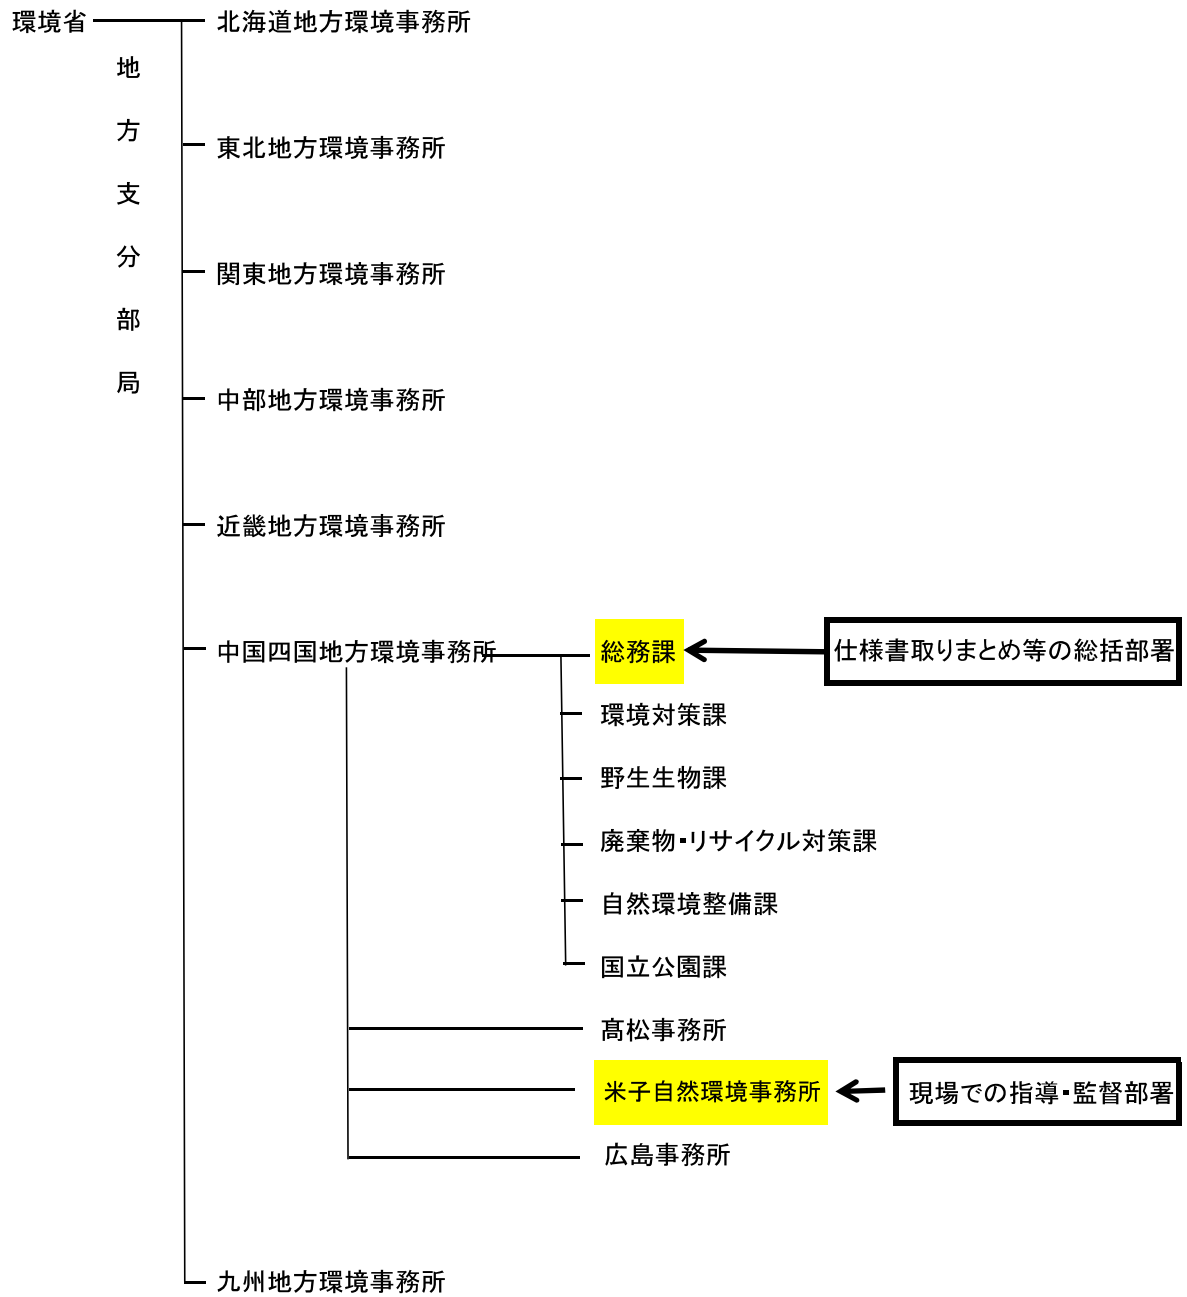 環境省
北海道地方環境事務所
地方支分部局
東北地方環境事務所
関東地方環境事務所
中部地方環境事務所
近畿地方環境事務所
中国四国地方環境事務所
総務課
仕様書取りまとめ等の総括部署
環境対策課
野生生物課
廃棄物・リサイクル対策課
自然環境整備課
国立公園課
髙松事務所
米子自然環境事務所
現場での指導・監督部署
広島事務所
九州地方環境事務所